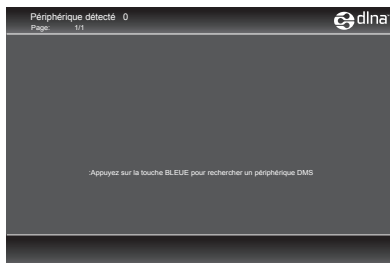 Périphérique détecté 0
dlna
Page: 1/1
:Appuyez sur la touche BLEUE pour rechercher un périphérique DMS